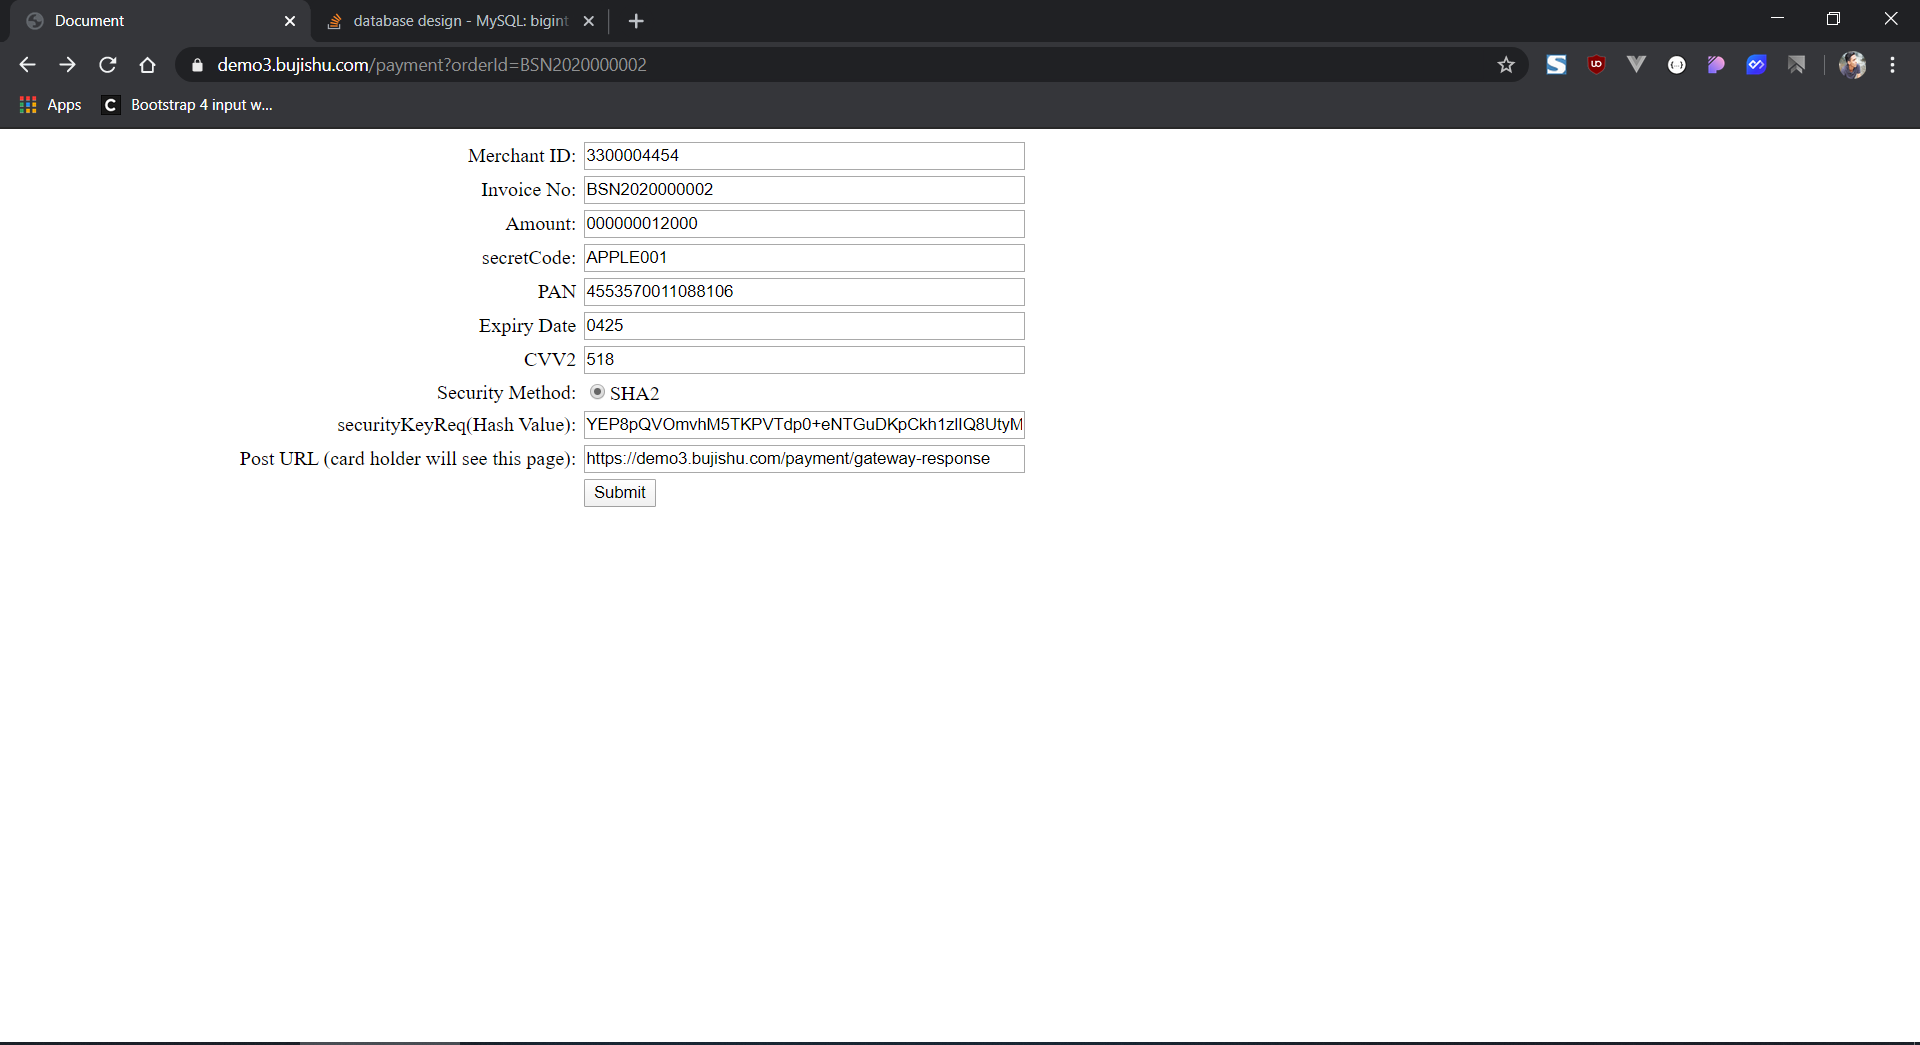 Document
database design - MySQL: bigint
demo3.bujishu.com/payment?orderId=BSN2020000002
Apps
Bootstrap 4 input w...
Merchant ID: 3300004454
Invoice No: BSN2020000002
Amount: 000000012000
secretCode: APPLE001
PAN 4553570011088106
Expiry Date 0425
CVV2 518
Security Method: SHA2
securityKeyReq(Hash Value): YEP8pQVOmvhM5TKPVTdp0+eNTGuDKpCkh1zlIQ8UtyM
Post URL (card holder will see this page): https://demo3.bujishu.com/payment/gateway-response
Submit